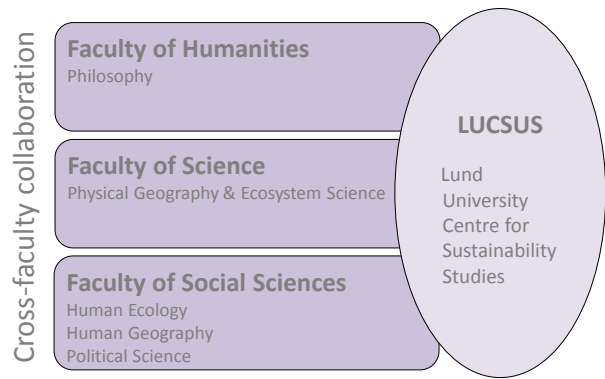 Cross-faculty collaboration
Faculty of Humanities
Philosophy
Faculty of Science
Physical Geography & Ecosystem Science
Faculty of Social Sciences
Human Ecology
Human Geography
Political Science
LUCSUS
Lund
University
Centre for
Sustainability
Studies